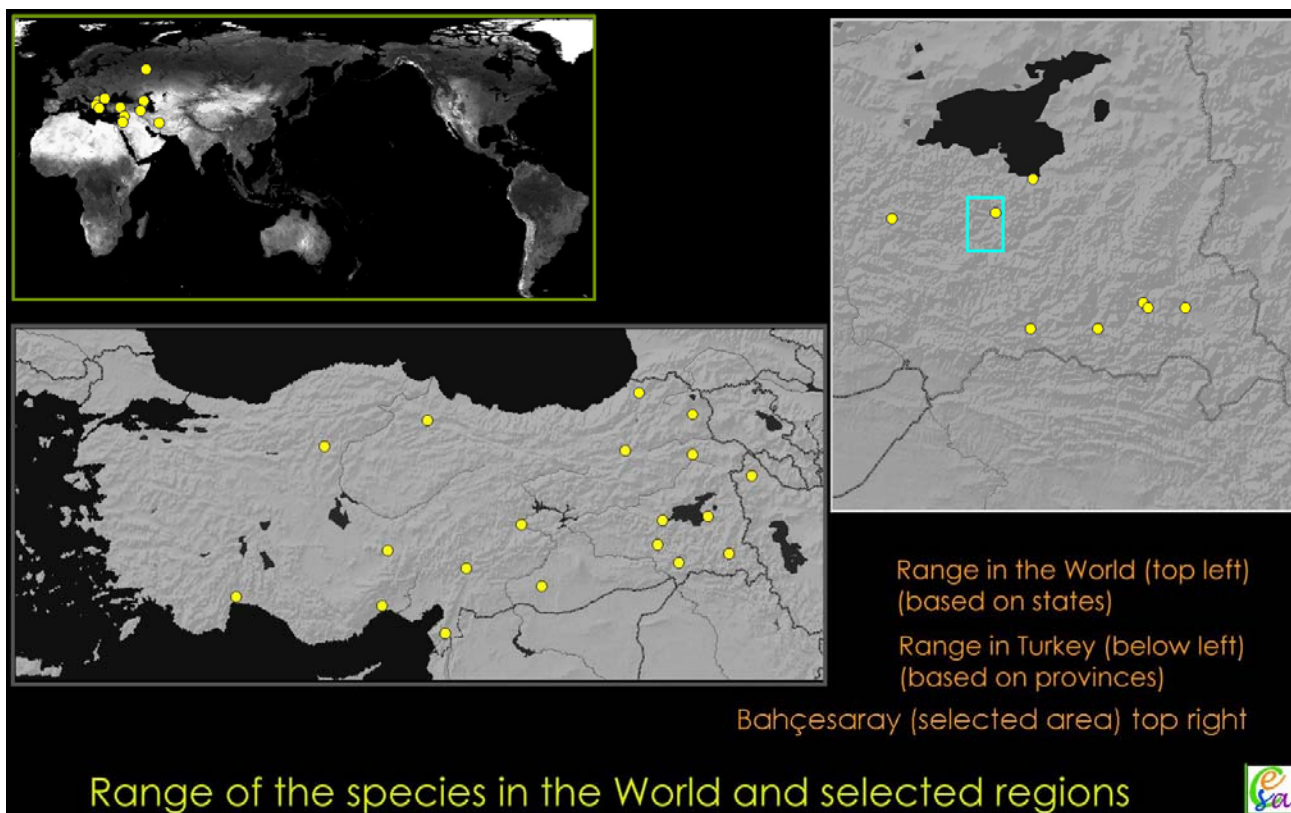 Range in the World (top left)
(based on states)
Range in Turkey (below left)
(based on provinces)
Bahçesaray (selected area) top right
Range of the species in the World and selected regions
e
sa